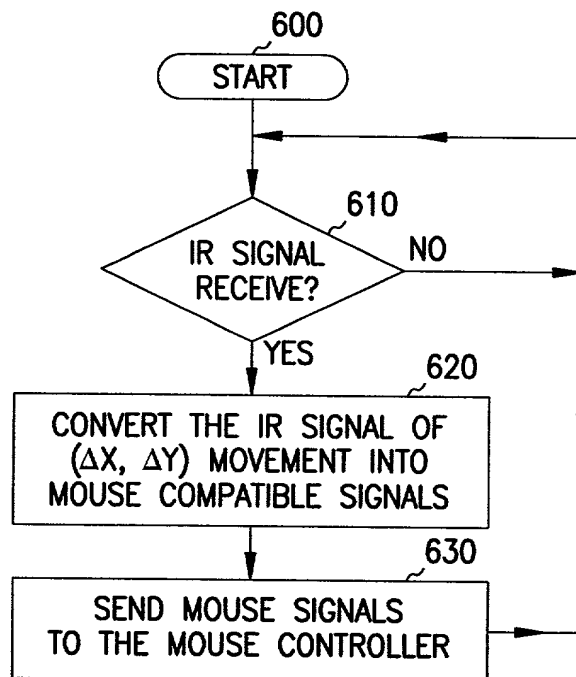 600
START
610
IR SIGNAL
RECEIVE?
NO
YES
620
CONVERT THE IR SIGNAL OF
(ΔX, ΔY) MOVEMENT INTO
MOUSE COMPATIBLE SIGNALS
630
SEND MOUSE SIGNALS
TO THE MOUSE CONTROLLER